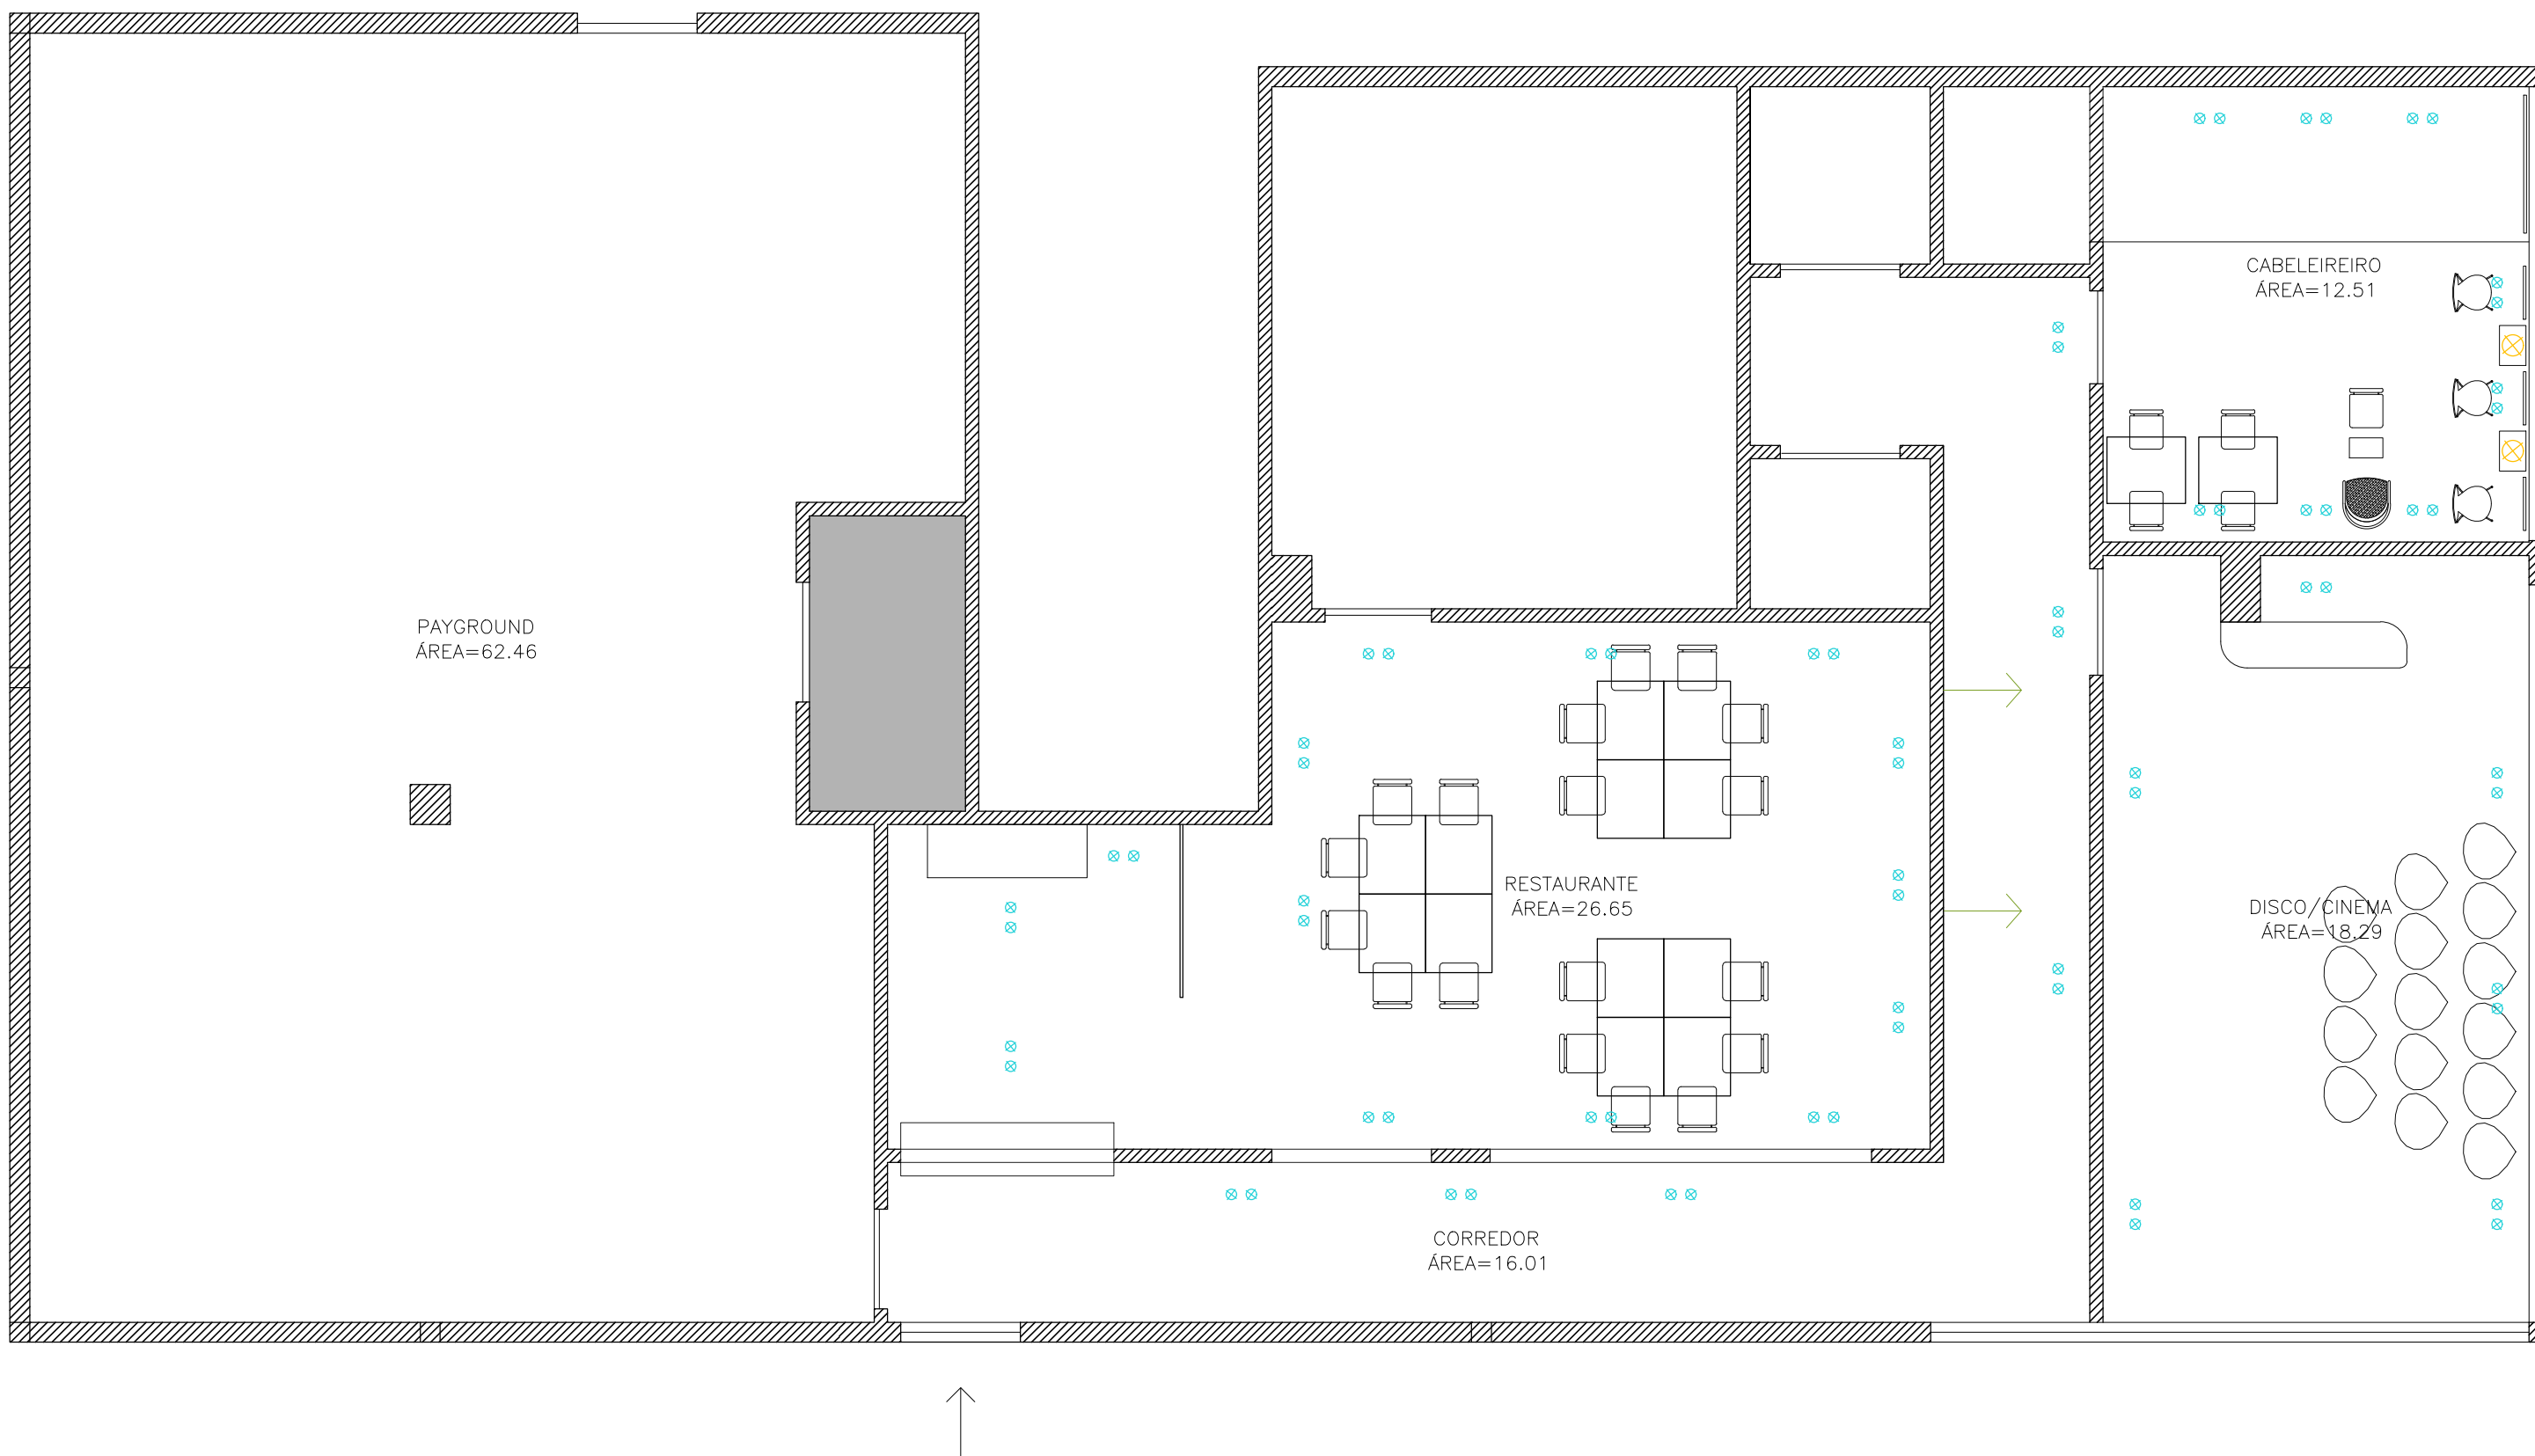 CABELEIREIRO
ÁREA=12.51
PAYGROUND
ÁREA=62.46
RESTAURANTE
ÁREA=26.65
DISCO/CINEMA
ÁREA=18.29
CORREDOR
ÁREA=16.01